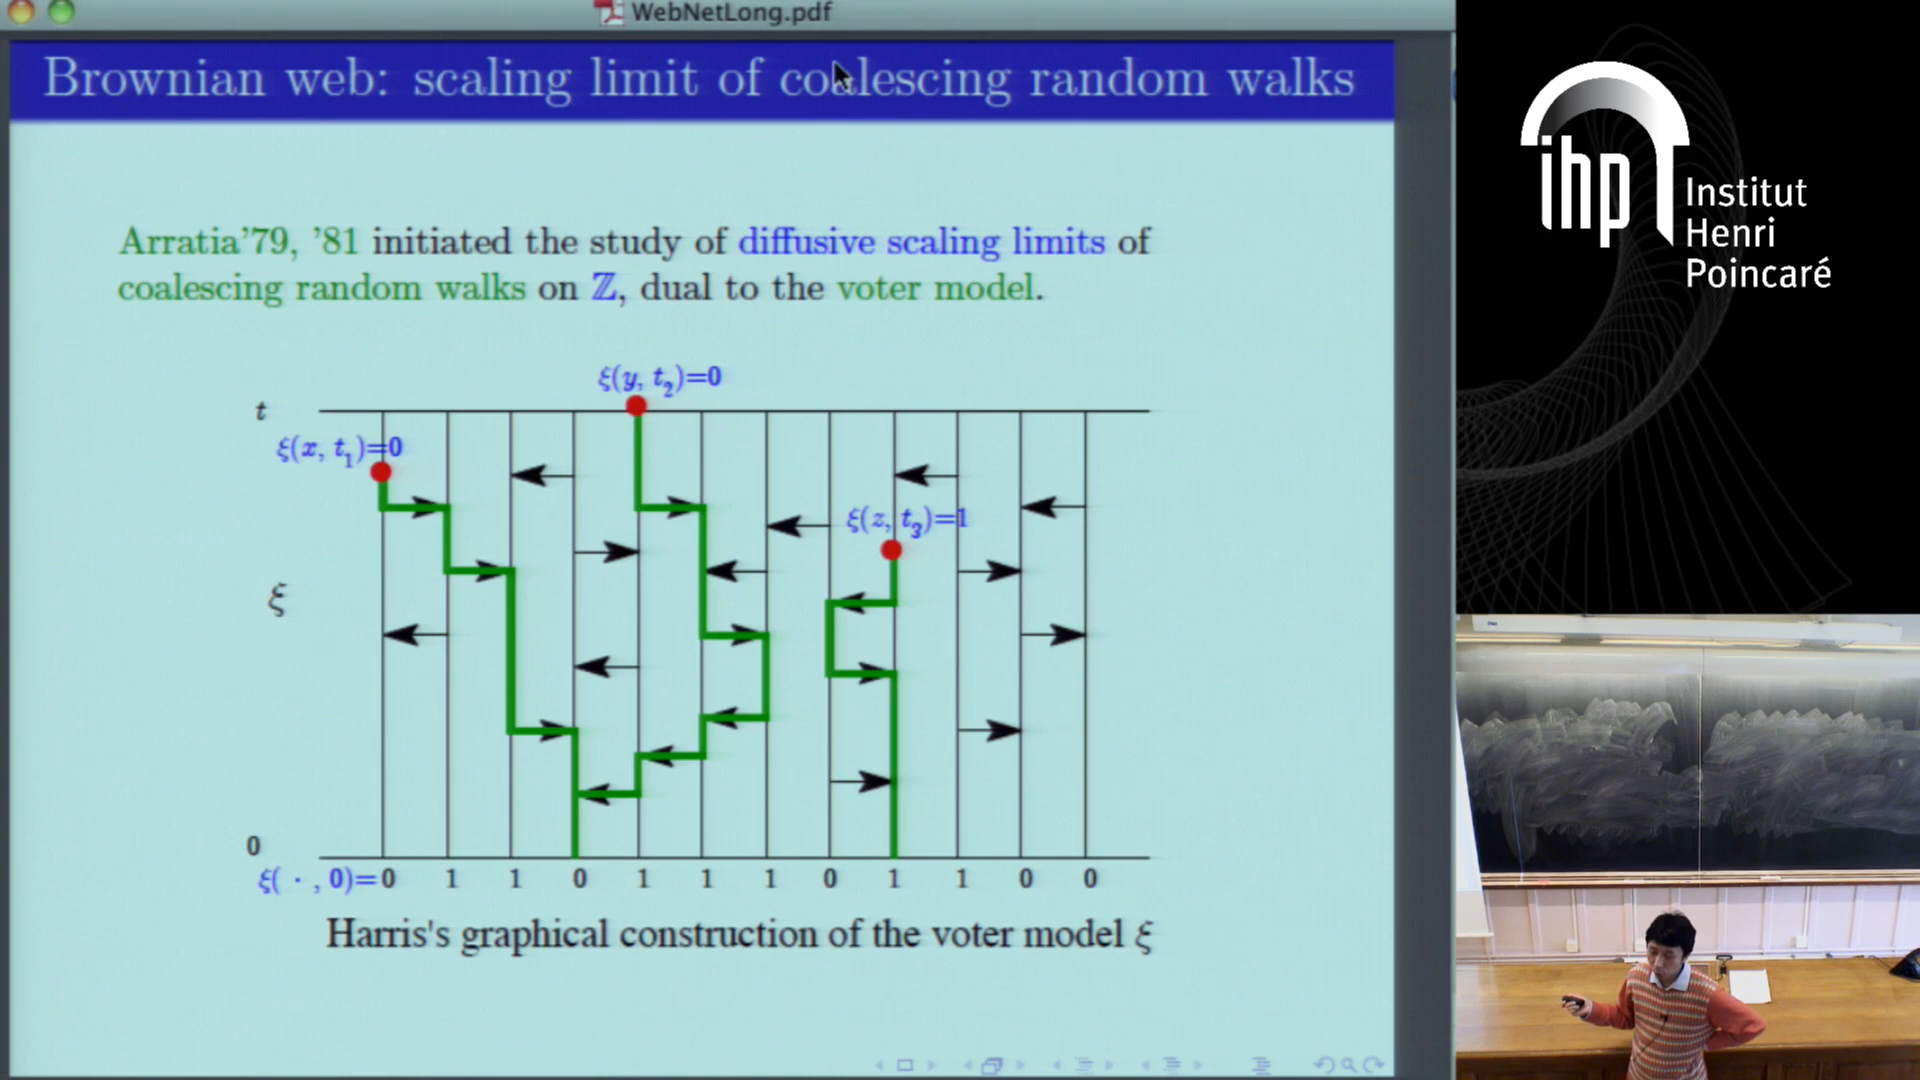 WebNetLong.pdf
Brownian web: scaling limit of coalescing random walks
Arratia'79, '81 initiated the study of diffusive scaling limits of
coalescing random walks on ℤ, dual to the voter model.
ξ(y, t₂)=0
t
ξ(x, t₁)=0
ξ(z, t₃)=1
ξ
0
ξ( · , 0)=0 1 1 0 1 1 1 0 1 1 0 0
Harris's graphical construction of the voter model ξ
ihp
Institut
Henri
Poincaré